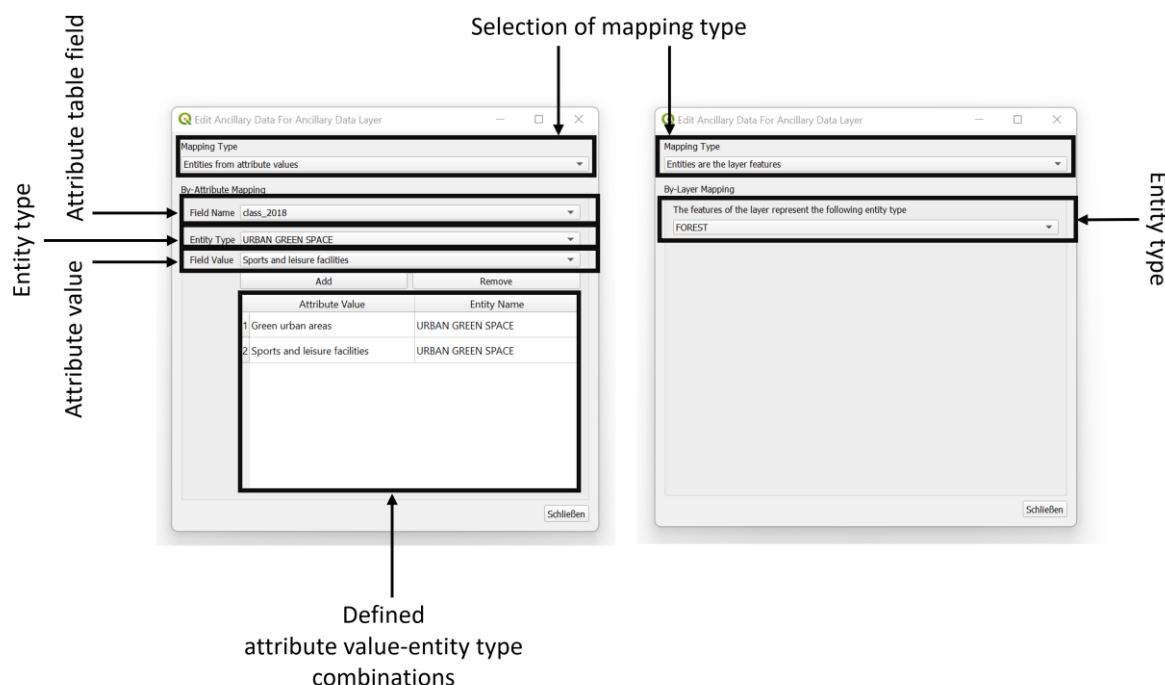 Selection of mapping type
Attribute table field
Entity type
Attribute value
Edit Ancillary Data For Ancillary Data Layer
Mapping Type
Entities from attribute values
By-Attribute Mapping
Field Name class_2018
Entity Type URBAN GREEN SPACE
Field Value Sports and leisure facilities
Add Remove
Attribute Value Entity Name
1 Green urban areas URBAN GREEN SPACE
2 Sports and leisure facilities URBAN GREEN SPACE
Schließen
Edit Ancillary Data For Ancillary Data Layer
Mapping Type
Entities are the layer features
By-Layer Mapping
The features of the layer represent the following entity type
FOREST
Schließen
Entity type
Defined
attribute value-entity type
combinations